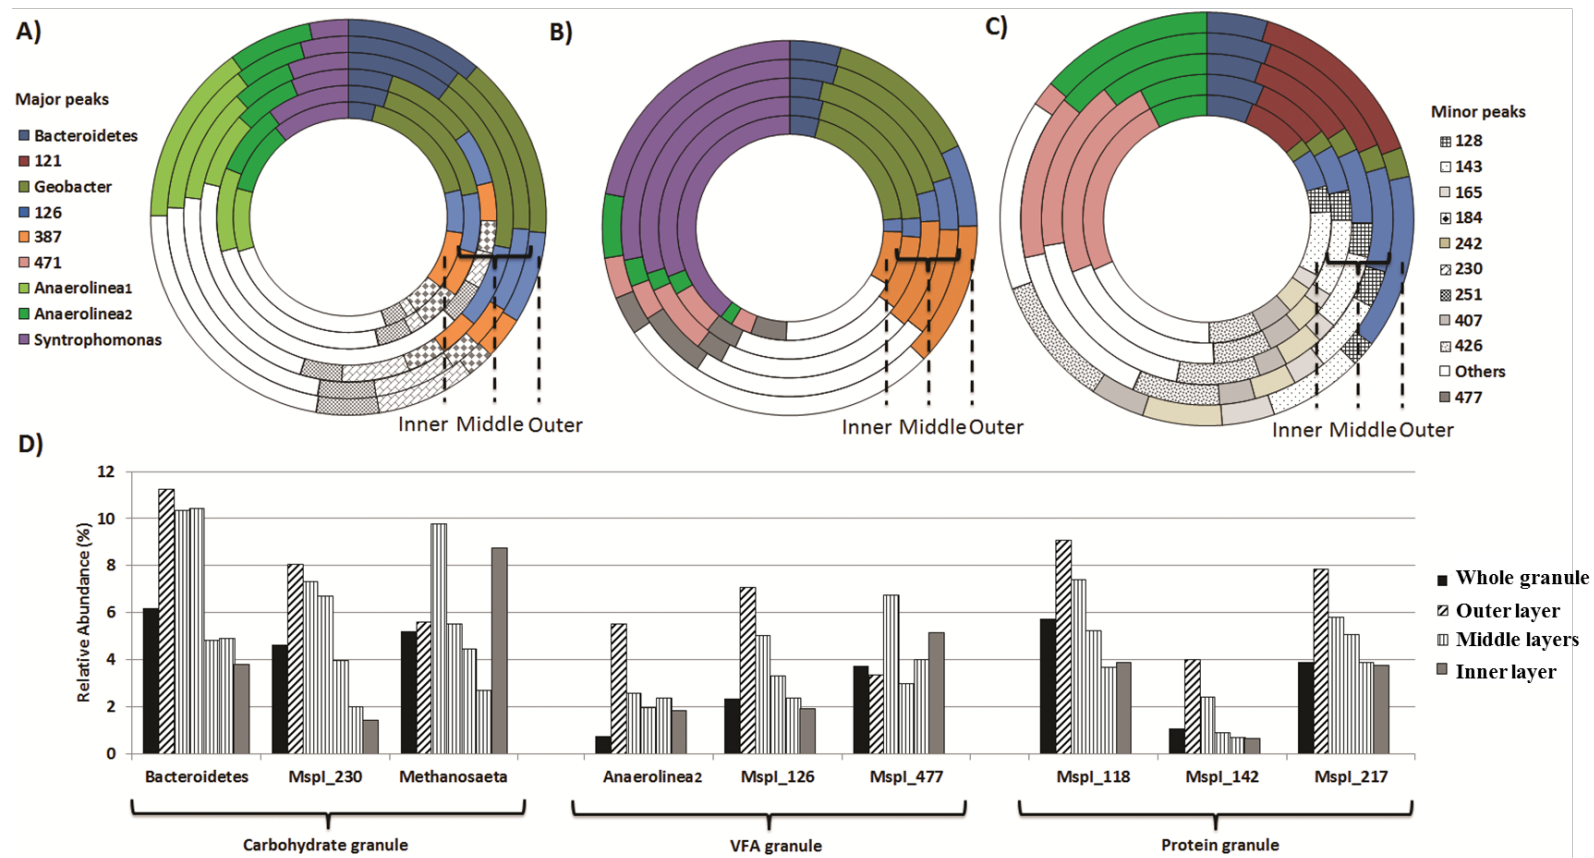 A)
B)
C)
Major peaks
Bacteroidetes
121
Geobacter
126
387
471
Anaerolinea1
Anaerolinea2
Syntrophomonas
Inner Middle Outer
Inner Middle Outer
Inner Middle Outer
Minor peaks
128
143
165
184
242
230
251
407
426
Others
477
D)
Relative Abundance (%)
12
10
8
6
4
2
0
Bacteroidetes MspI_230 Methanosaeta Anaerolinea2 MspI_126 MspI_477 MspI_118 MspI_142 MspI_217
Carbohydrate granule VFA granule Protein granule
Whole granule
Outer layer
Middle layers
Inner layer